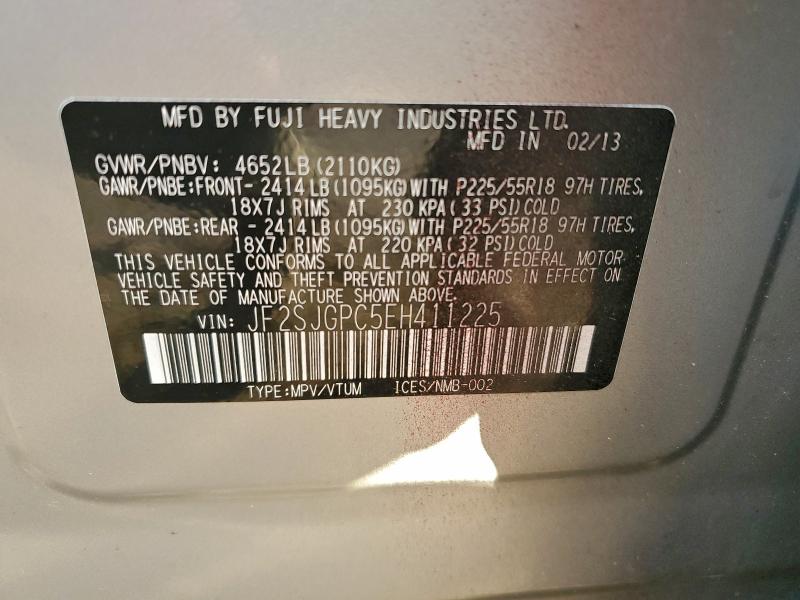 MFD BY FUJI HEAVY INDUSTRIES LTD.
MFD IN 02/13
GVWR/PNBV: 4652LB(2110KG)
GAWR/PNBE:FRONT- 2414LB(1095KG)WITH P225/55R18 97H TIRES,
18X7J RIMS AT 230 KPA( 33 PSI)COLD
GAWR/PNBE:REAR - 2414LB(1095KG)WITH P225/55R18 97H TIRES,
18X7J RIMS AT 220 KPA( 32 PSI)COLD
THIS VEHICLE CONFORMS TO ALL APPLICABLE FEDERAL MOTOR
VEHICLE SAFETY AND THEFT PREVENTION STANDARDS IN EFFECT ON
THE DATE OF MANUFACTURE SHOWN ABOVE.
VIN: JF2SJGPC5EH411225
TYPE:MPV/VTUM ICES/NMB-002